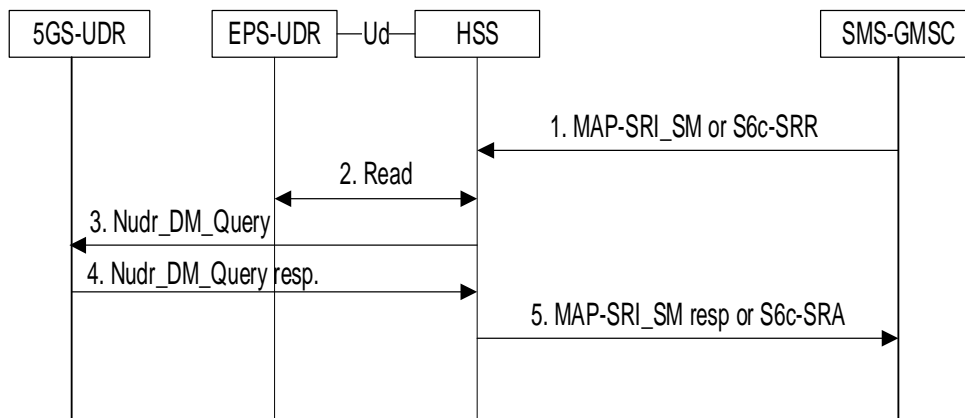 5GS-UDR EPS-UDR Ud HSS SMS-GMSC
1. MAP-SRI_SM or S6c-SRR
2. Read
3. Nudr_DM_Query
4. Nudr_DM_Query resp.
5. MAP-SRI_SM resp or S6c-SRA